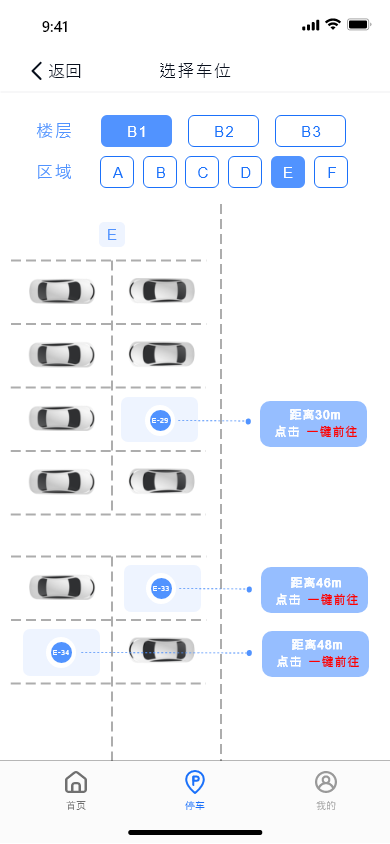 9:41
返回 选择车位
楼层 B1 B2 B3
区域 A B C D E F
E
E-29
距离30m
点击 一键前往
E-33
距离46m
点击 一键前往
E-34
距离48m
点击 一键前往
P
首页 停车 我的